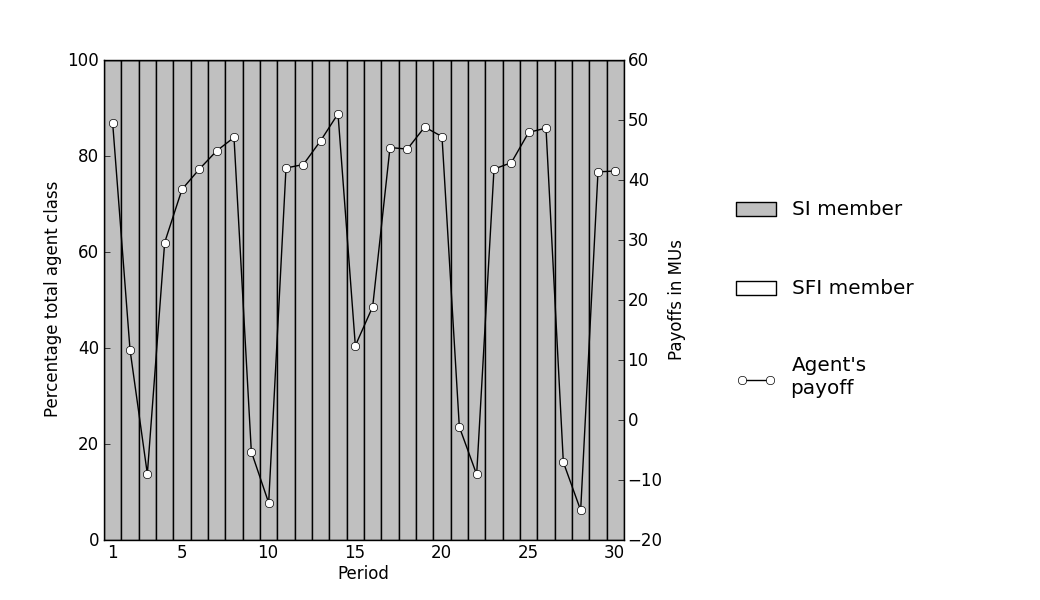 100
80
60
40
20
0
Percentage total agent class
60
50
40
30
20
10
0
−10
−20
Payoffs in MUs
1 5 10 15 20 25 30
Period
SI member
SFI member
Agent's
payoff